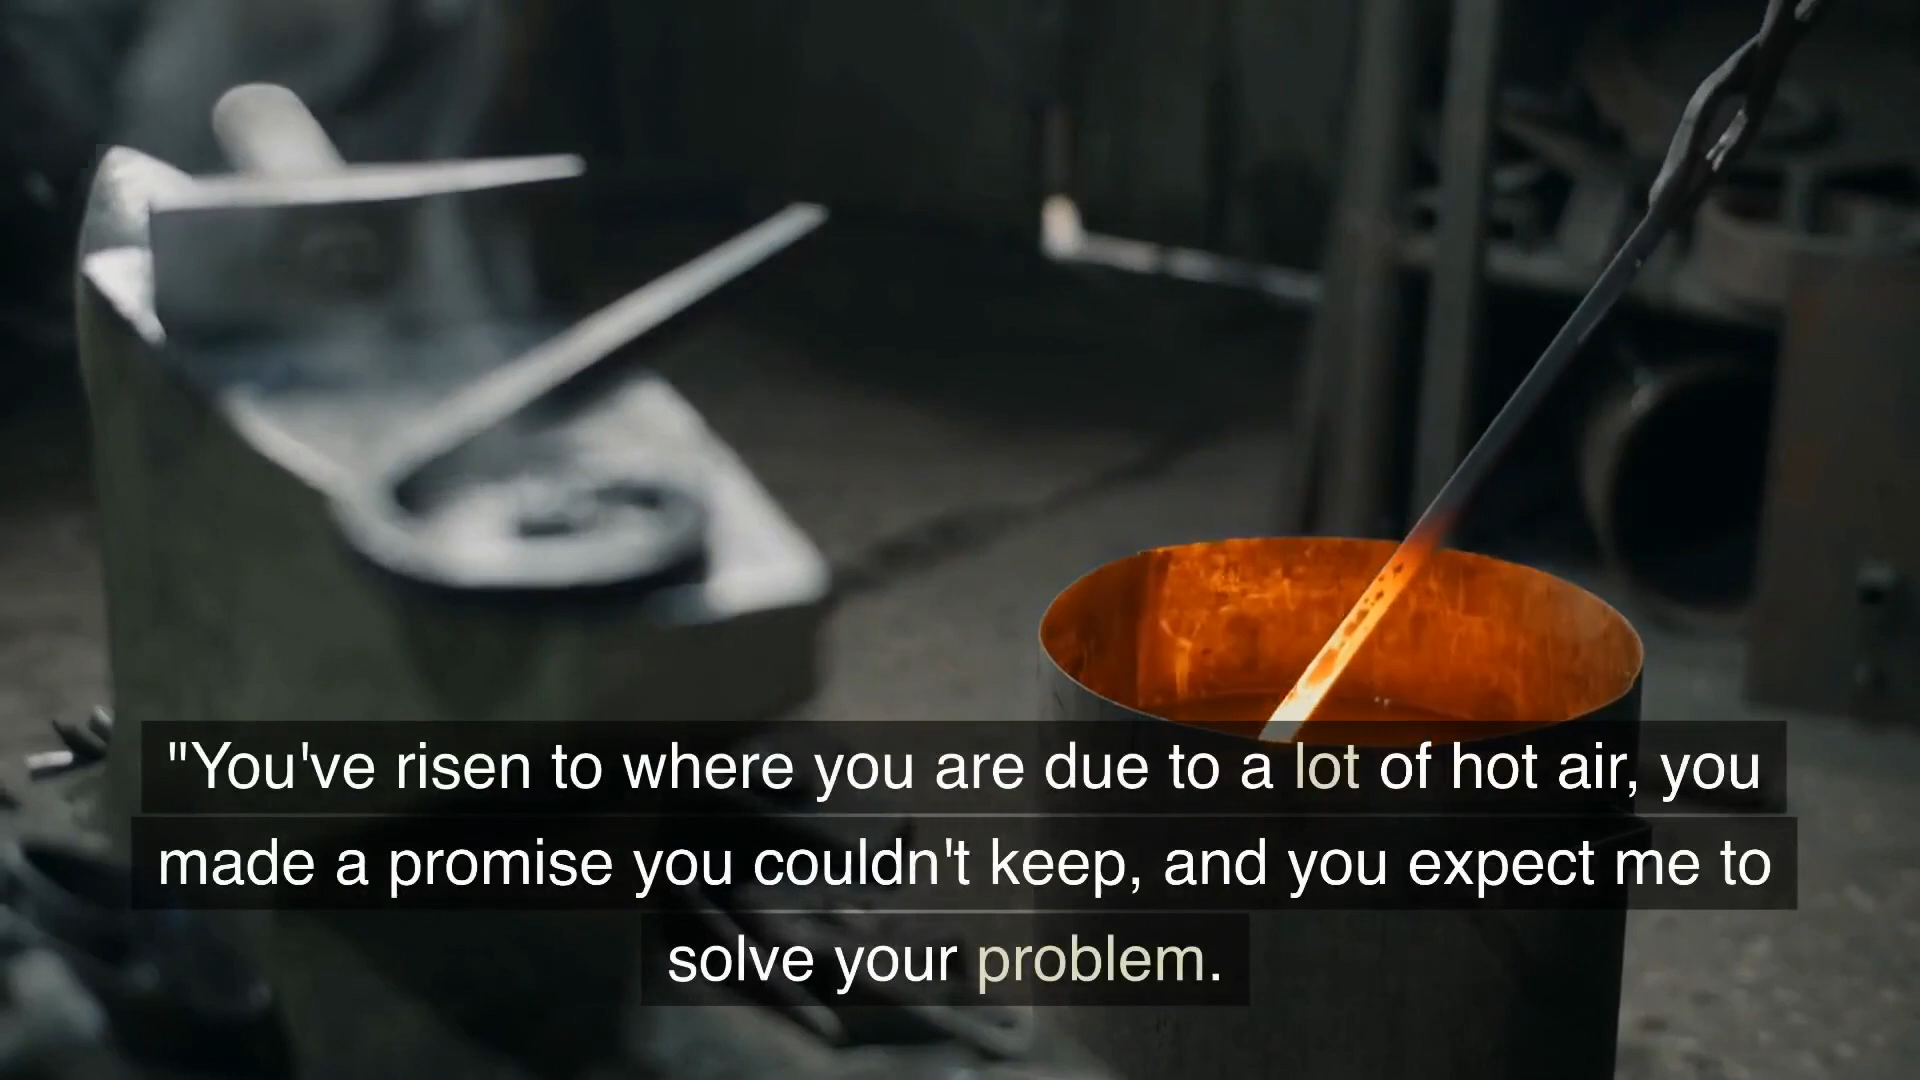 "You've risen to where you are due to a lot of hot air, you
made a promise you couldn't keep, and you expect me to
solve your problem.